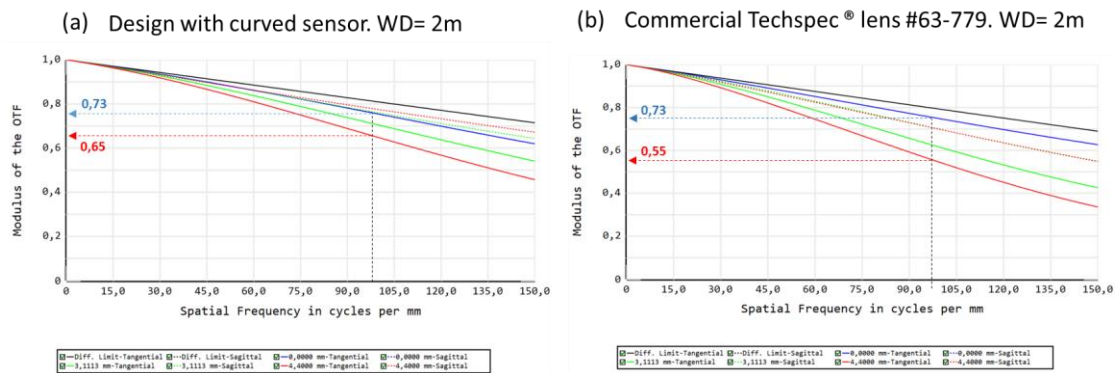 (a) Design with curved sensor. WD= 2m
1,0
0,8
0,6
0,4
0,2
0
0,73
0,65
Modulus of the OTF
0 15,0 30,0 45,0 60,0 75,0 90,0 105,0 120,0 135,0 150,0
Spatial Frequency in cycles per mm
Diff. Limit-Tangential Diff. Limit-Sagittal 0,0000 mm-Tangential 0,0000 mm-Sagittal
3,1113 mm-Tangential 3,1113 mm-Sagittal 4,4000 mm-Tangential 4,4000 mm-Sagittal
(b) Commercial Techspec ® lens #63-779. WD= 2m
1,0
0,8
0,6
0,4
0,2
0
0,73
0,55
Modulus of the OTF
0 15,0 30,0 45,0 60,0 75,0 90,0 105,0 120,0 135,0 150,0
Spatial Frequency in cycles per mm
Diff. Limit-Tangential Diff. Limit-Sagittal 0,0000 mm-Tangential 0,0000 mm-Sagittal
3,1113 mm-Tangential 3,1113 mm-Sagittal 4,4000 mm-Tangential 4,4000 mm-Sagittal